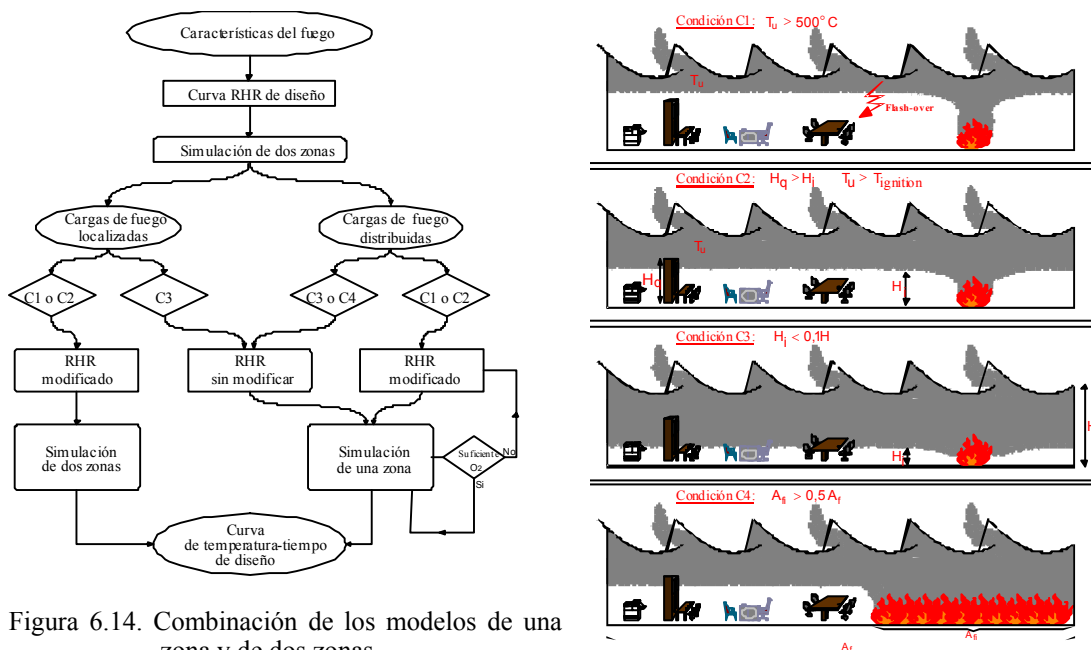 Características del fuego
Curva RHR de diseño
Simulación de dos zonas
Cargas de fuego
localizadas
Cargas de fuego
distribuidas
C1 o C2
C3
C3 o C4
C1 o C2
RHR
modificado
RHR
sin modificar
RHR
modificado
Simulación
de dos zonas
Simulación
de una zona
Suficiente
O2
No
Si
Curva
de temperatura-tiempo
de diseño
Figura 6.14. Combinación de los modelos de una
zona y de dos zonas
Condición C1: Tu > 500°C
Tu
Flash-over
Condición C2: Hq > Hi Tu > Tignition
Tu
Hq
H
Condición C3: Hi < 0,1H
H
Hi
Condición C4: Afi > 0,5 Af
Afi
Af